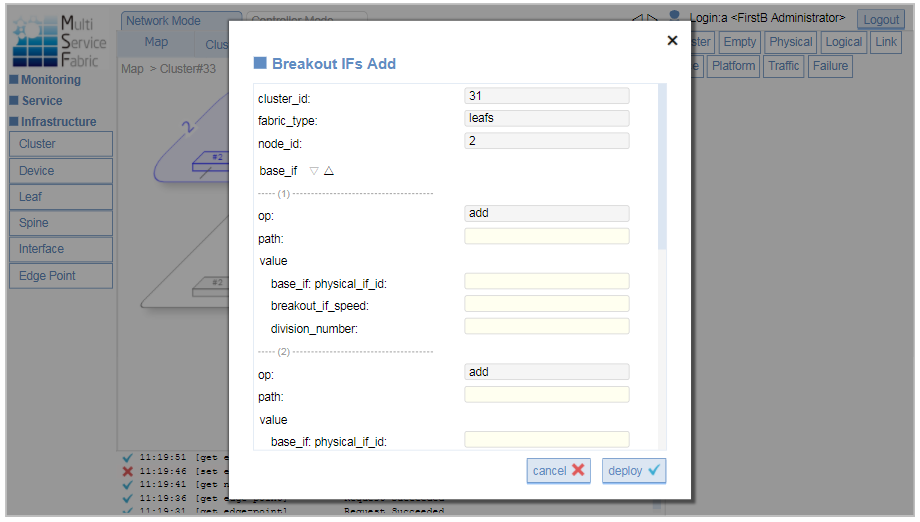 Multi
Service
Fabric
Network Mode
Controller Mode
Login:a <FirstB Administrator>
Logout
Map
Clus
ster
Empty
Physical
Logical
Link
e
Platform
Traffic
Failure
Map > Cluster#33
Monitoring
Service
Infrastructure
Cluster
Device
Leaf
Spine
Interface
Edge Point
2
#2
#2
Breakout IFs Add
cluster_id: 31
fabric_type: leafs
node_id: 2
base_if ▽ △
----- (1) -----------------------------------
op: add
path:
value
base_if: physical_if_id:
breakout_if_speed:
division_number:
----- (2) -----------------------------------
op: add
path:
value
base_if: physical_if_id:
cancel
deploy
11:19:51 [get e
11:19:46 [set e
11:19:41 [get n
11:19:36 [get edge-point] Request Succeeded
11:19:31 [get edge-point] Request Succeeded